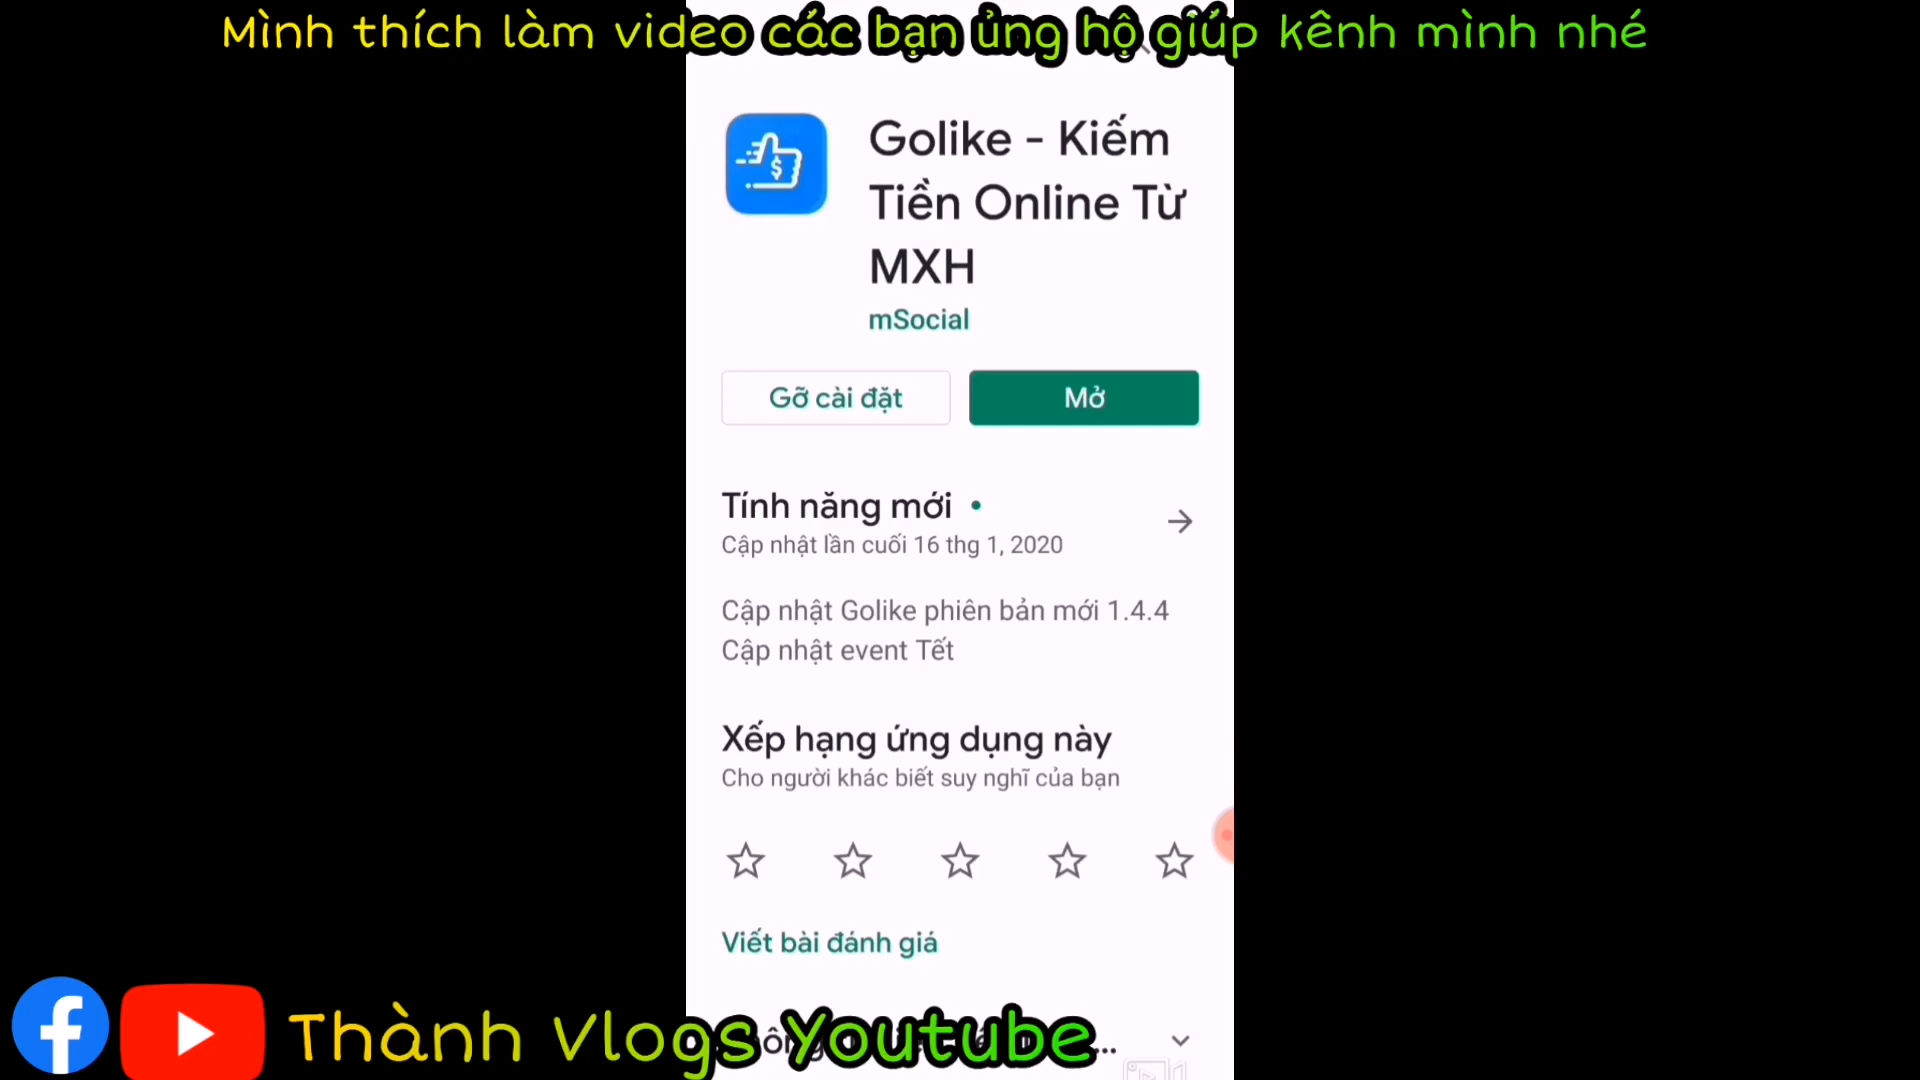 Mình thích làm video các bạn ủng hộ giúp kênh mình nhé
Golike - Kiếm
Tiền Online Từ
MXH
mSocial
Gỡ cài đặt
Mở
Tính năng mới
Cập nhật lần cuối 16 thg 1, 2020
Cập nhật Golike phiên bản mới 1.4.4
Cập nhật event Tết
Xếp hạng ứng dụng này
Cho người khác biết suy nghĩ của bạn
Viết bài đánh giá
Thành Vlogs Youtube